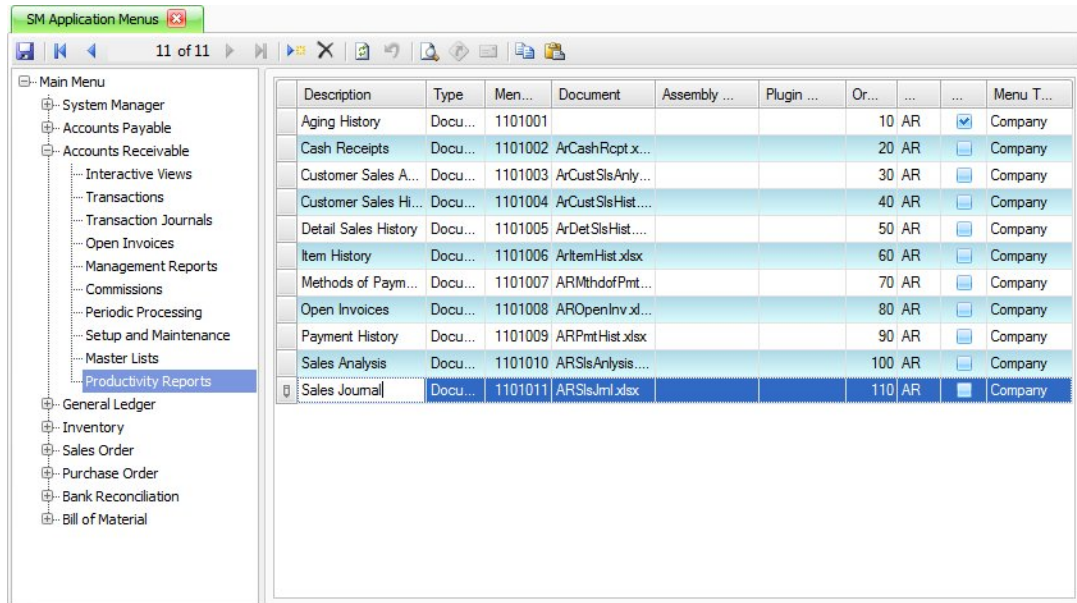 SM Application Menus
11 of 11
Main Menu
System Manager
Accounts Payable
Accounts Receivable
Interactive Views
Transactions
Transaction Journals
Open Invoices
Management Reports
Commissions
Periodic Processing
Setup and Maintenance
Master Lists
Productivity Reports
General Ledger
Inventory
Sales Order
Purchase Order
Bank Reconciliation
Bill of Material
Description Type Men... Document Assembly ... Plugin ... Or... ... ... Menu T...
Aging History Docu... 1101001 10 AR Company
Cash Receipts Docu... 1101002 ArCashRcpt.x... 20 AR Company
Customer Sales A... Docu... 1101003 ArCustSlsAnly... 30 AR Company
Customer Sales Hi... Docu... 1101004 ArCustSlsHist.... 40 AR Company
Detail Sales History Docu... 1101005 ArDetSlsHist.... 50 AR Company
Item History Docu... 1101006 ArItemHist.xlsx 60 AR Company
Methods of Paym... Docu... 1101007 ARMthdofPmt... 70 AR Company
Open Invoices Docu... 1101008 AROpenInv.xl... 80 AR Company
Payment History Docu... 1101009 ARPmtHist.xlsx 90 AR Company
Sales Analysis Docu... 1101010 ARSlsAnlysis.... 100 AR Company
Sales Journal Docu... 1101011 ARSlsJrnl.xlsx 110 AR Company